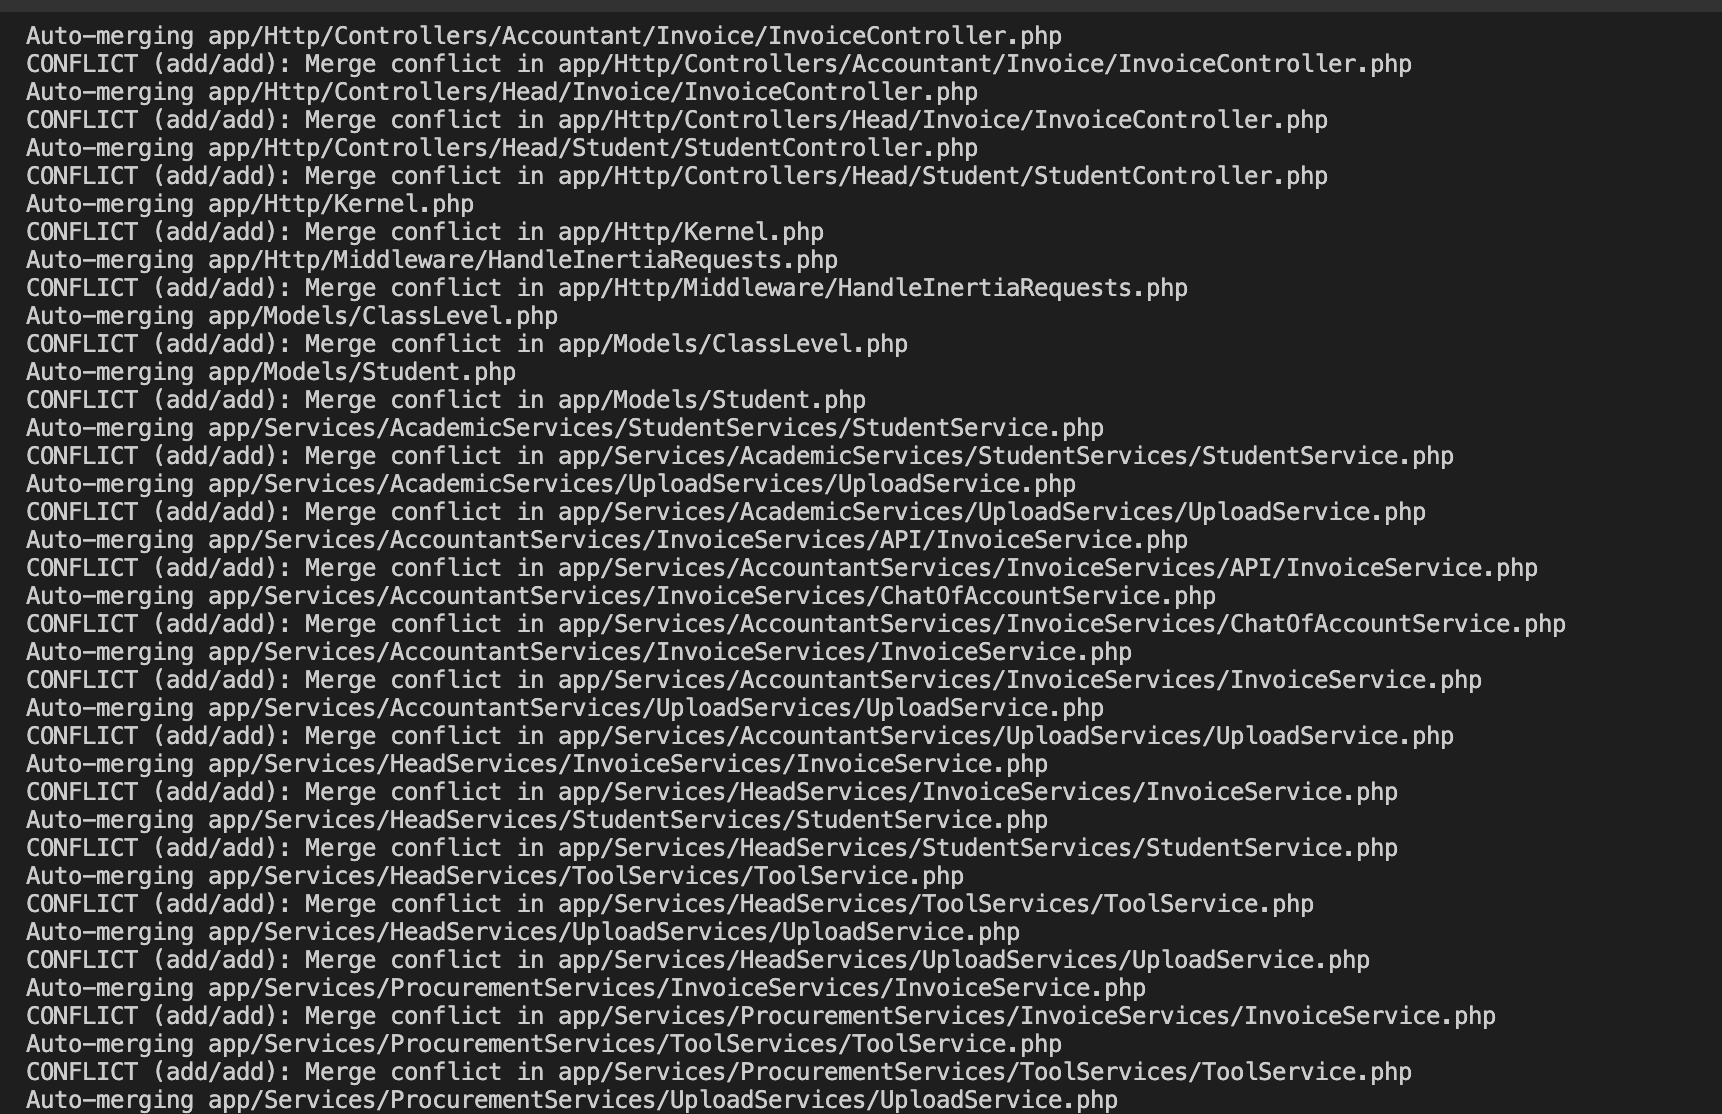 Auto-merging app/Http/Controllers/Accountant/Invoice/InvoiceController.php
CONFLICT (add/add): Merge conflict in app/Http/Controllers/Accountant/Invoice/InvoiceController.php
Auto-merging app/Http/Controllers/Head/Invoice/InvoiceController.php
CONFLICT (add/add): Merge conflict in app/Http/Controllers/Head/Invoice/InvoiceController.php
Auto-merging app/Http/Controllers/Head/Student/StudentController.php
CONFLICT (add/add): Merge conflict in app/Http/Controllers/Head/Student/StudentController.php
Auto-merging app/Http/Kernel.php
CONFLICT (add/add): Merge conflict in app/Http/Kernel.php
Auto-merging app/Http/Middleware/HandleInertiaRequests.php
CONFLICT (add/add): Merge conflict in app/Http/Middleware/HandleInertiaRequests.php
Auto-merging app/Models/ClassLevel.php
CONFLICT (add/add): Merge conflict in app/Models/ClassLevel.php
Auto-merging app/Models/Student.php
CONFLICT (add/add): Merge conflict in app/Models/Student.php
Auto-merging app/Services/AcademicServices/StudentServices/StudentService.php
CONFLICT (add/add): Merge conflict in app/Services/AcademicServices/StudentServices/StudentService.php
Auto-merging app/Services/AcademicServices/UploadServices/UploadService.php
CONFLICT (add/add): Merge conflict in app/Services/AcademicServices/UploadServices/UploadService.php
Auto-merging app/Services/AccountantServices/InvoiceServices/API/InvoiceService.php
CONFLICT (add/add): Merge conflict in app/Services/AccountantServices/InvoiceServices/API/InvoiceService.php
Auto-merging app/Services/AccountantServices/InvoiceServices/ChatOfAccountService.php
CONFLICT (add/add): Merge conflict in app/Services/AccountantServices/InvoiceServices/ChatOfAccountService.php
Auto-merging app/Services/AccountantServices/InvoiceServices/InvoiceService.php
CONFLICT (add/add): Merge conflict in app/Services/AccountantServices/InvoiceServices/InvoiceService.php
Auto-merging app/Services/AccountantServices/UploadServices/UploadService.php
CONFLICT (add/add): Merge conflict in app/Services/AccountantServices/UploadServices/UploadService.php
Auto-merging app/Services/HeadServices/InvoiceServices/InvoiceService.php
CONFLICT (add/add): Merge conflict in app/Services/HeadServices/InvoiceServices/InvoiceService.php
Auto-merging app/Services/HeadServices/StudentServices/StudentService.php
CONFLICT (add/add): Merge conflict in app/Services/HeadServices/StudentServices/StudentService.php
Auto-merging app/Services/HeadServices/ToolServices/ToolService.php
CONFLICT (add/add): Merge conflict in app/Services/HeadServices/ToolServices/ToolService.php
Auto-merging app/Services/HeadServices/UploadServices/UploadService.php
CONFLICT (add/add): Merge conflict in app/Services/HeadServices/UploadServices/UploadService.php
Auto-merging app/Services/ProcurementServices/InvoiceServices/InvoiceService.php
CONFLICT (add/add): Merge conflict in app/Services/ProcurementServices/InvoiceServices/InvoiceService.php
Auto-merging app/Services/ProcurementServices/ToolServices/ToolService.php
CONFLICT (add/add): Merge conflict in app/Services/ProcurementServices/ToolServices/ToolService.php
Auto-merging app/Services/ProcurementServices/UploadServices/UploadService.php